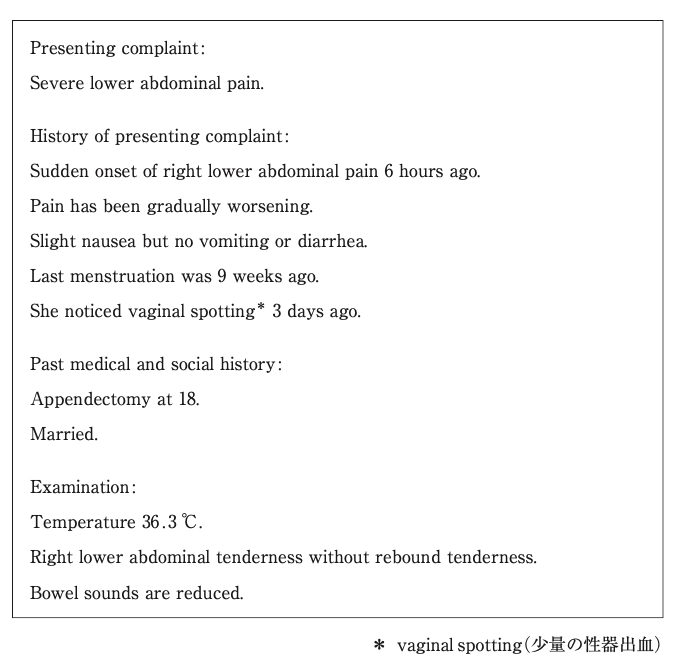 Presenting complaint:
Severe lower abdominal pain.
History of presenting complaint:
Sudden onset of right lower abdominal pain 6 hours ago.
Pain has been gradually worsening.
Slight nausea but no vomiting or diarrhea.
Last menstruation was 9 weeks ago.
She noticed vaginal spotting* 3 days ago.
Past medical and social history:
Appendectomy at 18.
Married.
Examination:
Temperature 36.3 ℃.
Right lower abdominal tenderness without rebound tenderness.
Bowel sounds are reduced.
* vaginal spotting(少量の性器出血)